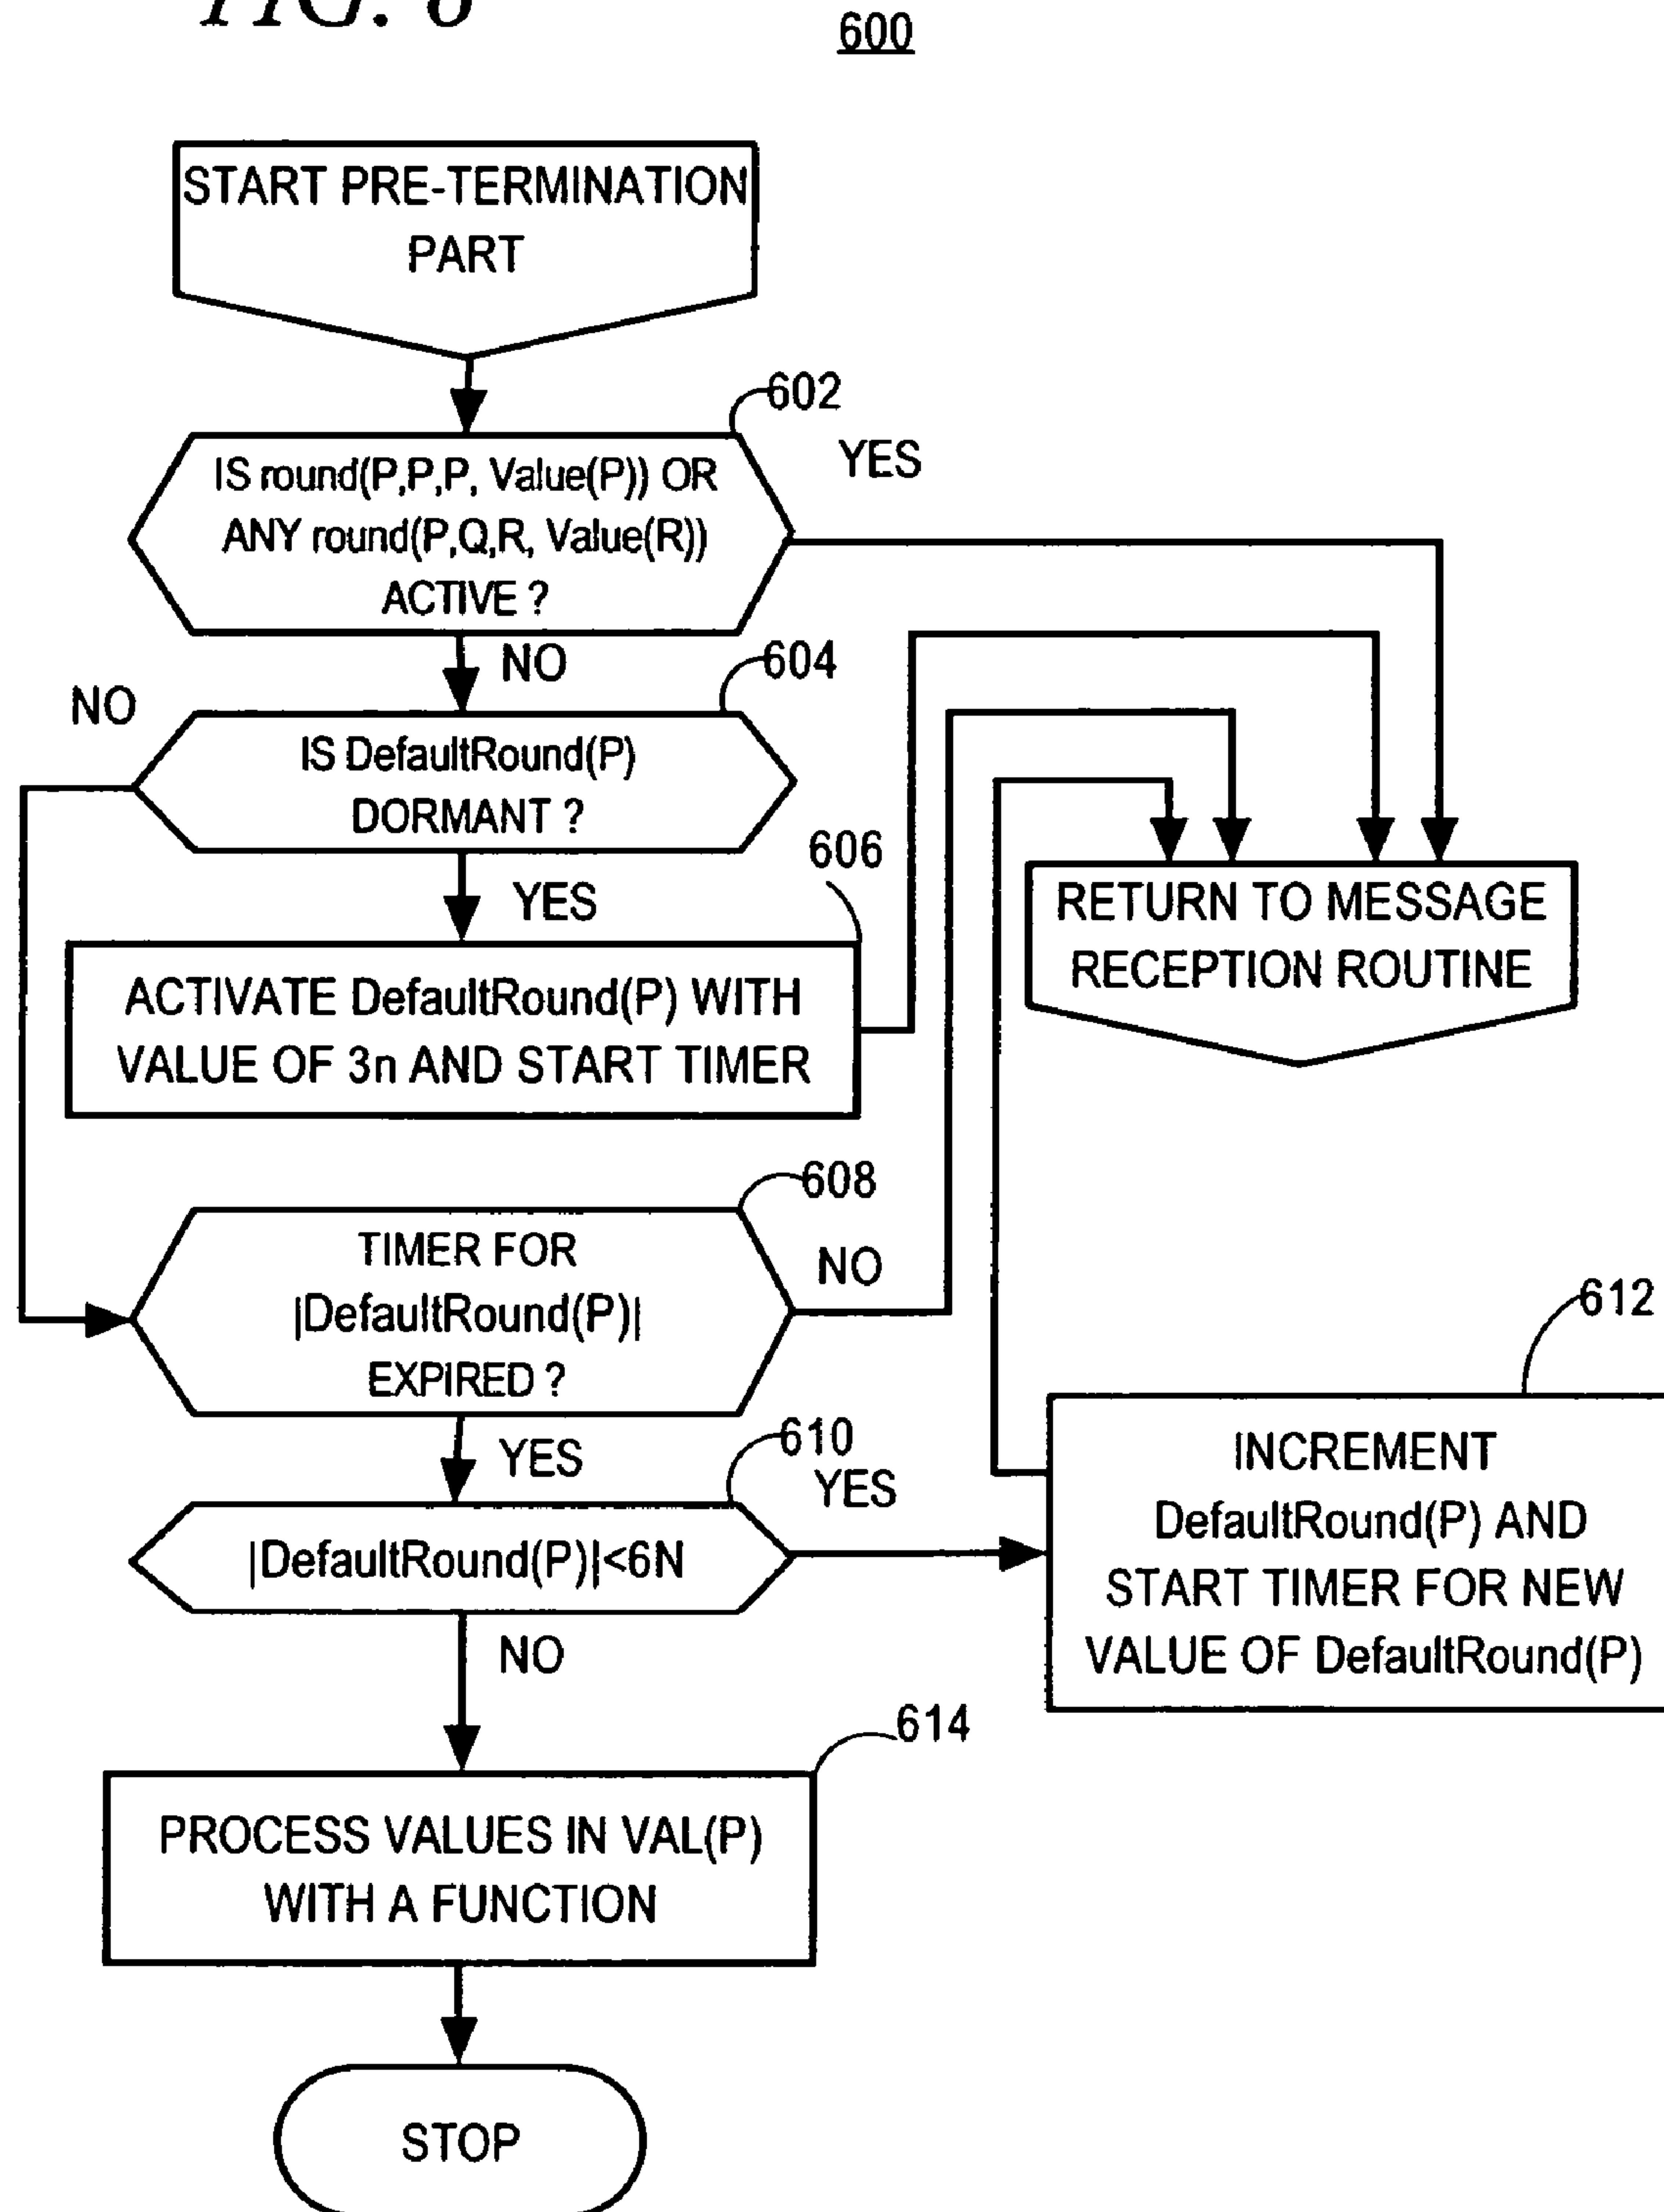 FIG.
600
START PRE-TERMINATION
PART
602
IS round(P,P,P, Value(P)) OR
ANY round(P,Q,R, Value(R))
ACTIVE ?
YES
NO
604
NO
IS DefaultRound(P)
DORMANT ?
YES
606
ACTIVATE DefaultRound(P) WITH
VALUE OF 3n AND START TIMER
RETURN TO MESSAGE
RECEPTION ROUTINE
608
TIMER FOR
|DefaultRound(P)|
EXPIRED ?
NO
YES
610
YES
|DefaultRound(P)|<6N
612
INCREMENT
DefaultRound(P) AND
START TIMER FOR NEW
VALUE OF DefaultRound(P)
NO
614
PROCESS VALUES IN VAL(P)
WITH A FUNCTION
STOP